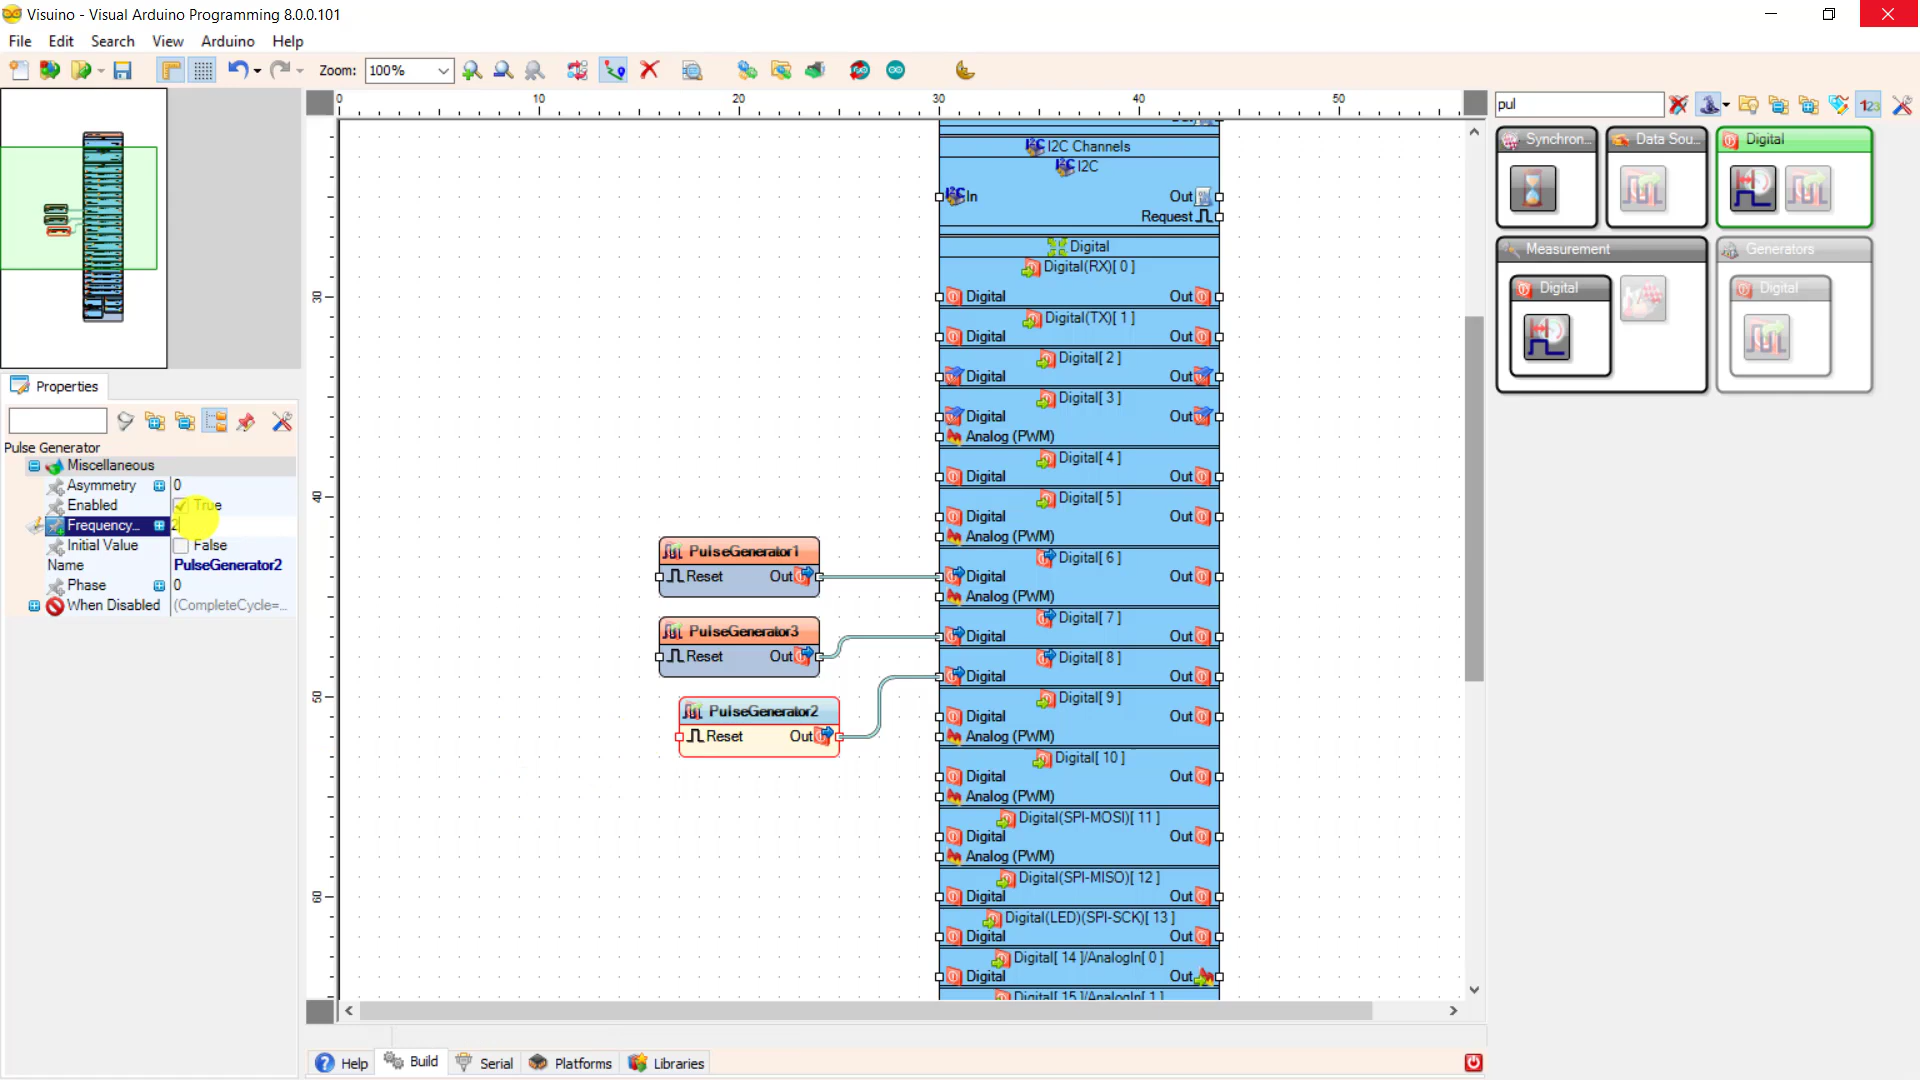 Visuino - Visual Arduino Programming 8.0.0.101
File Edit Search View Arduino Help
Zoom: 100%
0 10 20 30 40 50
pul
Synchron... Data Sou... Digital
Measurement Generators
Digital Digital
Properties
Pulse Generator
Miscellaneous
Asymmetry 0
Enabled True
Frequency... 2
Initial Value False
Name PulseGenerator2
Phase 0
When Disabled (CompleteCycle=...
30
40
50
60
PulseGenerator1
Reset Out
PulseGenerator3
Reset Out
PulseGenerator2
Reset Out
I2C Channels
I2C
In Out
Request
Digital
Digital(RX)[ 0 ]
Digital Out
Digital(TX)[ 1 ]
Digital Out
Digital[ 2 ]
Digital Out
Digital[ 3 ]
Digital Out
Analog (PWM)
Digital[ 4 ]
Digital Out
Digital[ 5 ]
Digital Out
Analog (PWM)
Digital[ 6 ]
Digital Out
Analog (PWM)
Digital[ 7 ]
Digital Out
Digital[ 8 ]
Digital Out
Digital[ 9 ]
Digital Out
Analog (PWM)
Digital[ 10 ]
Digital Out
Analog (PWM)
Digital(SPI-MOSI)[ 11 ]
Digital Out
Analog (PWM)
Digital(SPI-MISO)[ 12 ]
Digital Out
Digital(LED)(SPI-SCK)[ 13 ]
Digital Out
Digital[ 14 ]/AnalogIn[ 0 ]
Digital Out
Digital[ 15 ]/AnalogIn[ 1 ]
Help Build Serial Platforms Libraries